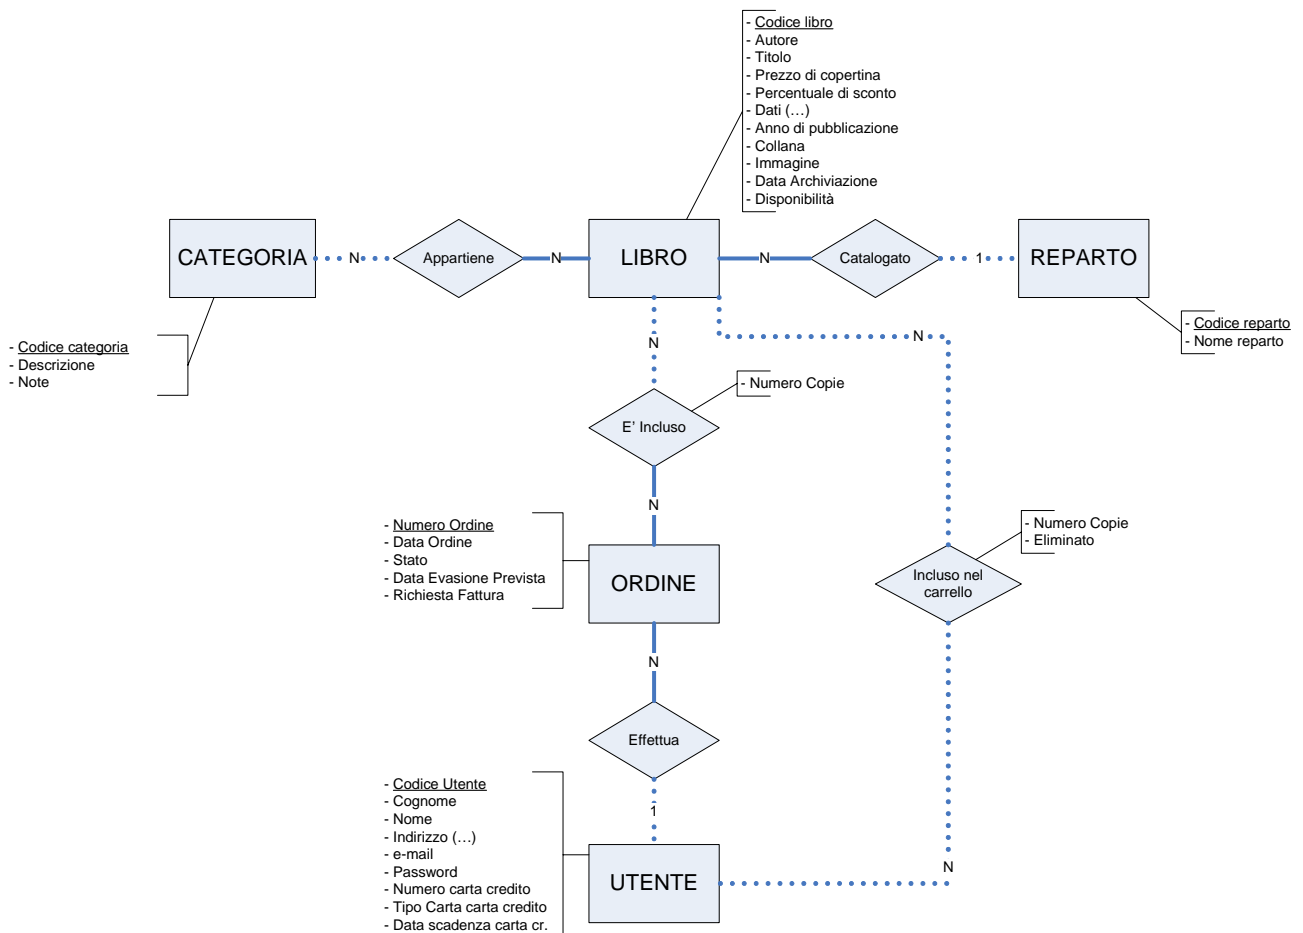 - Codice libro
- Autore
- Titolo
- Prezzo di copertina
- Percentuale di sconto
- Dati (…)
- Anno di pubblicazione
- Collana
- Immagine
- Data Archiviazione
- Disponibilità
CATEGORIA
N
Appartiene
N
LIBRO
N
Catalogato
1
REPARTO
- Codice categoria
- Descrizione
- Note
- Codice reparto
- Nome reparto
N
N
- Numero Copie
E' Incluso
N
- Numero Ordine
- Data Ordine
- Stato
- Data Evasione Prevista
- Richiesta Fattura
ORDINE
- Numero Copie
- Eliminato
Incluso nel
carrello
N
Effettua
1
- Codice Utente
- Cognome
- Nome
- Indirizzo (…)
- e-mail
- Password
- Numero carta credito
- Tipo Carta carta credito
- Data scadenza carta cr.
UTENTE
N